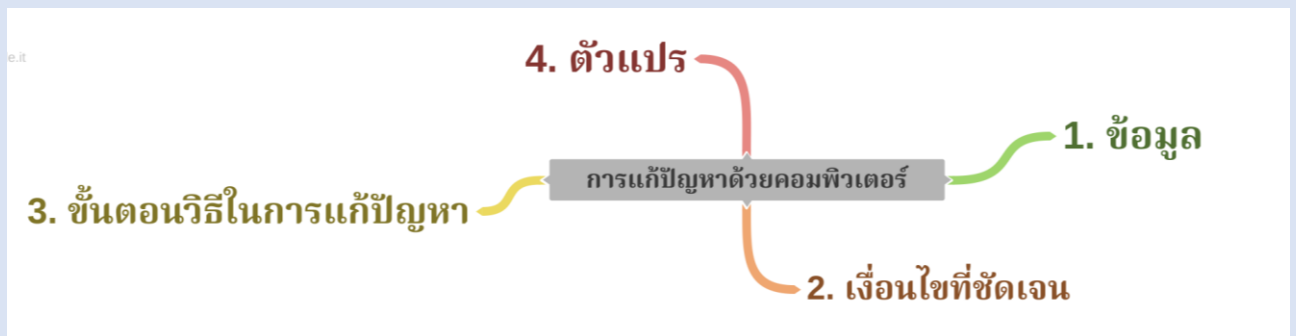 e.it
4. ตัวแปร
1. ข้อมูล
การแก้ปัญหาด้วยคอมพิวเตอร์
3. ขั้นตอนวิธีในการแก้ปัญหา
2. เงื่อนไขที่ชัดเจน